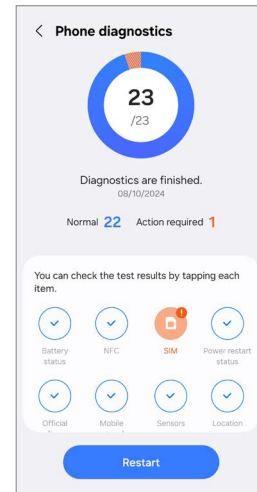 Phone diagnostics
23
/23
Diagnostics are finished.
08/10/2024
Normal 22 Action required 1
You can check the test results by tapping each
item.
Battery NFC SIM Power restart
status status
Official Mobile Sensors Location
Restart